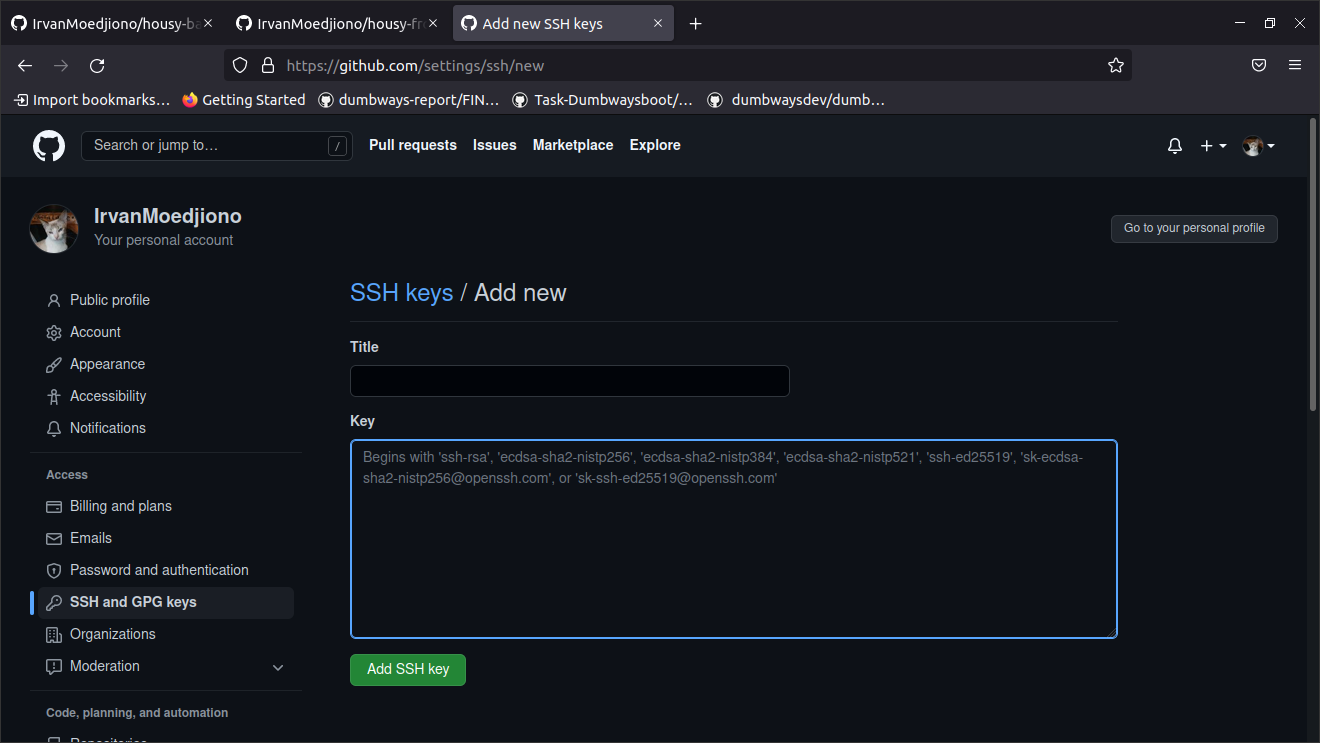 IrvanMoedjiono/housy-ba
IrvanMoedjiono/housy-fr
Add new SSH keys
https://github.com/settings/ssh/new
Import bookmarks… Getting Started dumbways-report/FIN… Task-Dumbwaysboot/… dumbwaysdev/dumb…
Search or jump to… / Pull requests Issues Marketplace Explore
IrvanMoedjiono
Your personal account
Go to your personal profile
Public profile
Account
Appearance
Accessibility
Notifications
Access
Billing and plans
Emails
Password and authentication
SSH and GPG keys
Organizations
Moderation
Code, planning, and automation
Repositories
SSH keys / Add new
Title
Key
Begins with 'ssh-rsa', 'ecdsa-sha2-nistp256', 'ecdsa-sha2-nistp384', 'ecdsa-sha2-nistp521', 'ssh-ed25519', 'sk-ecdsa-
sha2-nistp256@openssh.com', or 'sk-ssh-ed25519@openssh.com'
Add SSH key